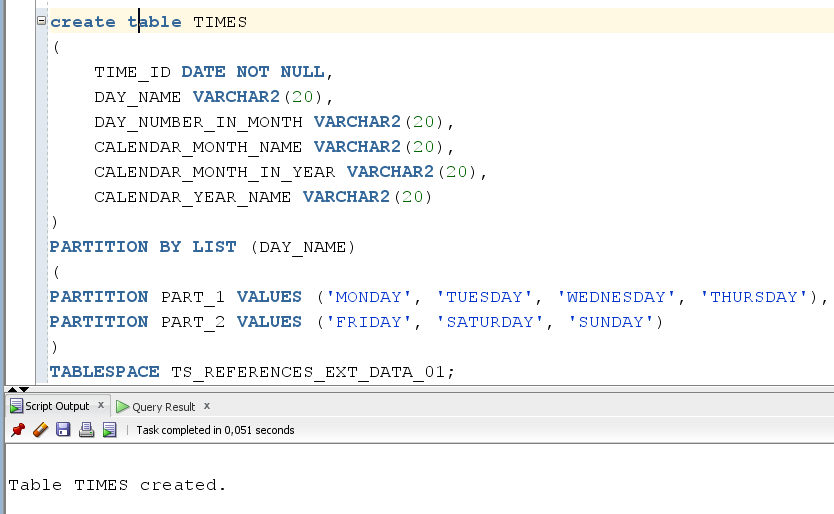 create table TIMES
(
    TIME_ID DATE NOT NULL,
    DAY_NAME VARCHAR2(20),
    DAY_NUMBER_IN_MONTH VARCHAR2(20),
    CALENDAR_MONTH_NAME VARCHAR2(20),
    CALENDAR_MONTH_IN_YEAR VARCHAR2(20),
    CALENDAR_YEAR_NAME VARCHAR2(20)
)
PARTITION BY LIST (DAY_NAME)
(
PARTITION PART_1 VALUES ('MONDAY', 'TUESDAY', 'WEDNESDAY', 'THURSDAY'),
PARTITION PART_2 VALUES ('FRIDAY', 'SATURDAY', 'SUNDAY')
)
TABLESPACE TS_REFERENCES_EXT_DATA_01;
Script Output x Query Result x
Task completed in 0,051 seconds
Table TIMES created.